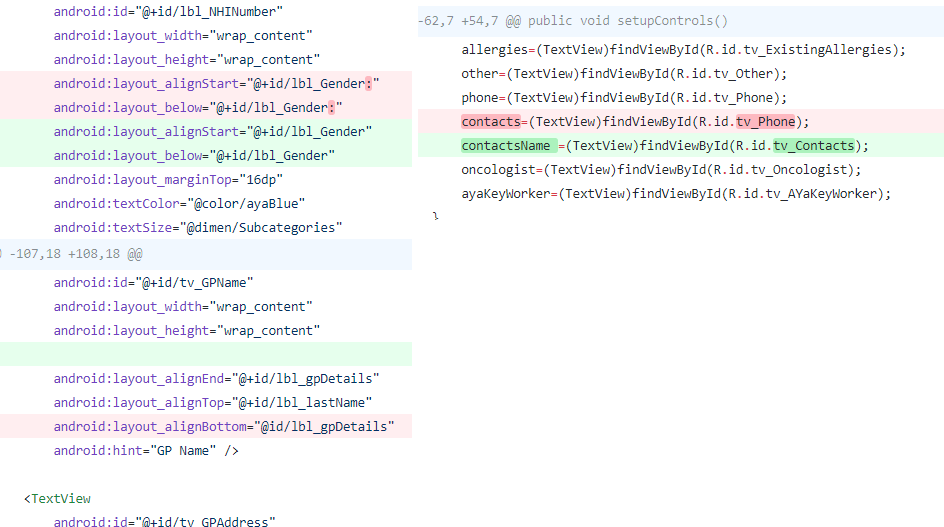 android:id="@+id/lbl_NHINumber"
android:layout_width="wrap_content"
android:layout_height="wrap_content"
android:layout_alignStart="@+id/lbl_Gender:"
android:layout_below="@+id/lbl_Gender:"
android:layout_alignStart="@+id/lbl_Gender"
android:layout_below="@+id/lbl_Gender"
android:layout_marginTop="16dp"
android:textColor="@color/ayaBlue"
android:textSize="@dimen/Subcategories"
-107,18 +108,18 @@
android:id="@+id/tv_GPName"
android:layout_width="wrap_content"
android:layout_height="wrap_content"
android:layout_alignEnd="@+id/lbl_gpDetails"
android:layout_alignTop="@+id/lbl_lastName"
android:layout_alignBottom="@id/lbl_gpDetails"
android:hint="GP Name" />
<TextView
android:id="@+id/tv_GPAddress"
-62,7 +54,7 @@ public void setupControls()
allergies=(TextView)findViewById(R.id.tv_ExistingAllergies);
other=(TextView)findViewById(R.id.tv_Other);
phone=(TextView)findViewById(R.id.tv_Phone);
contacts=(TextView)findViewById(R.id.tv_Phone);
contactsName =(TextView)findViewById(R.id.tv_Contacts);
oncologist=(TextView)findViewById(R.id.tv_Oncologist);
ayaKeyWorker=(TextView)findViewById(R.id.tv_AYaKeyWorker);
}